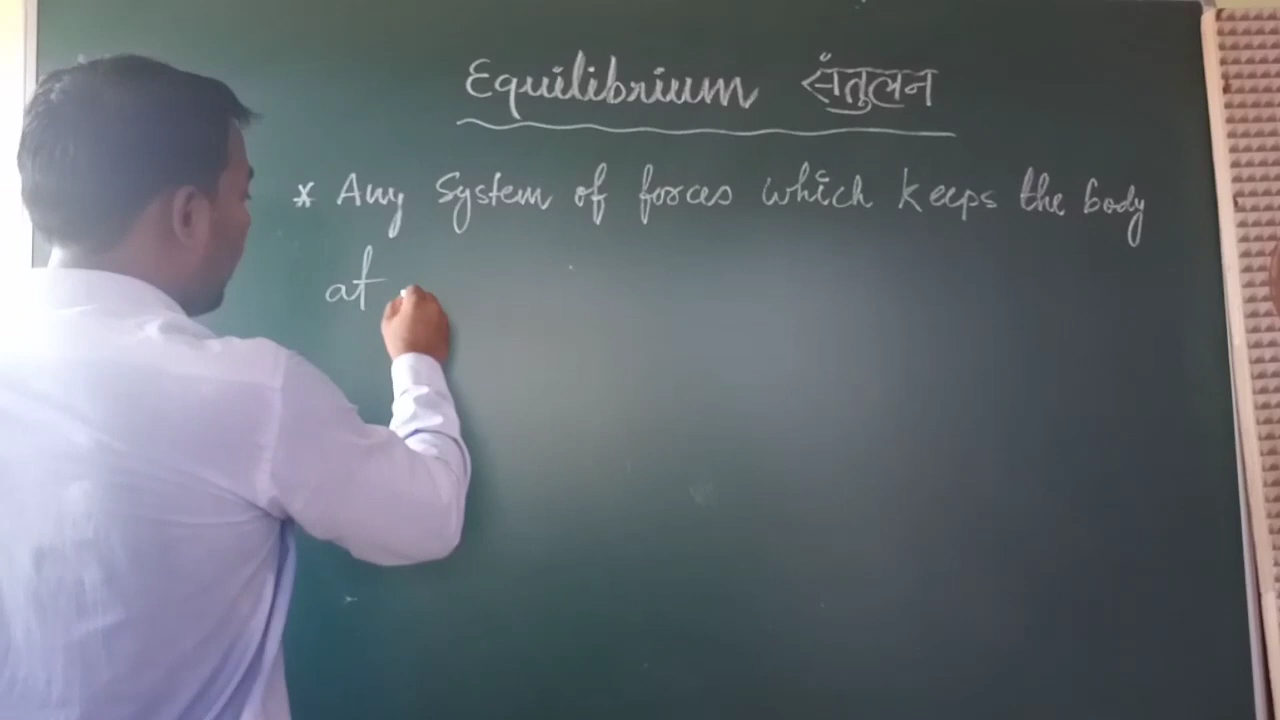 Equilibrium संतुलन
* Any System of forces which keeps the body
at